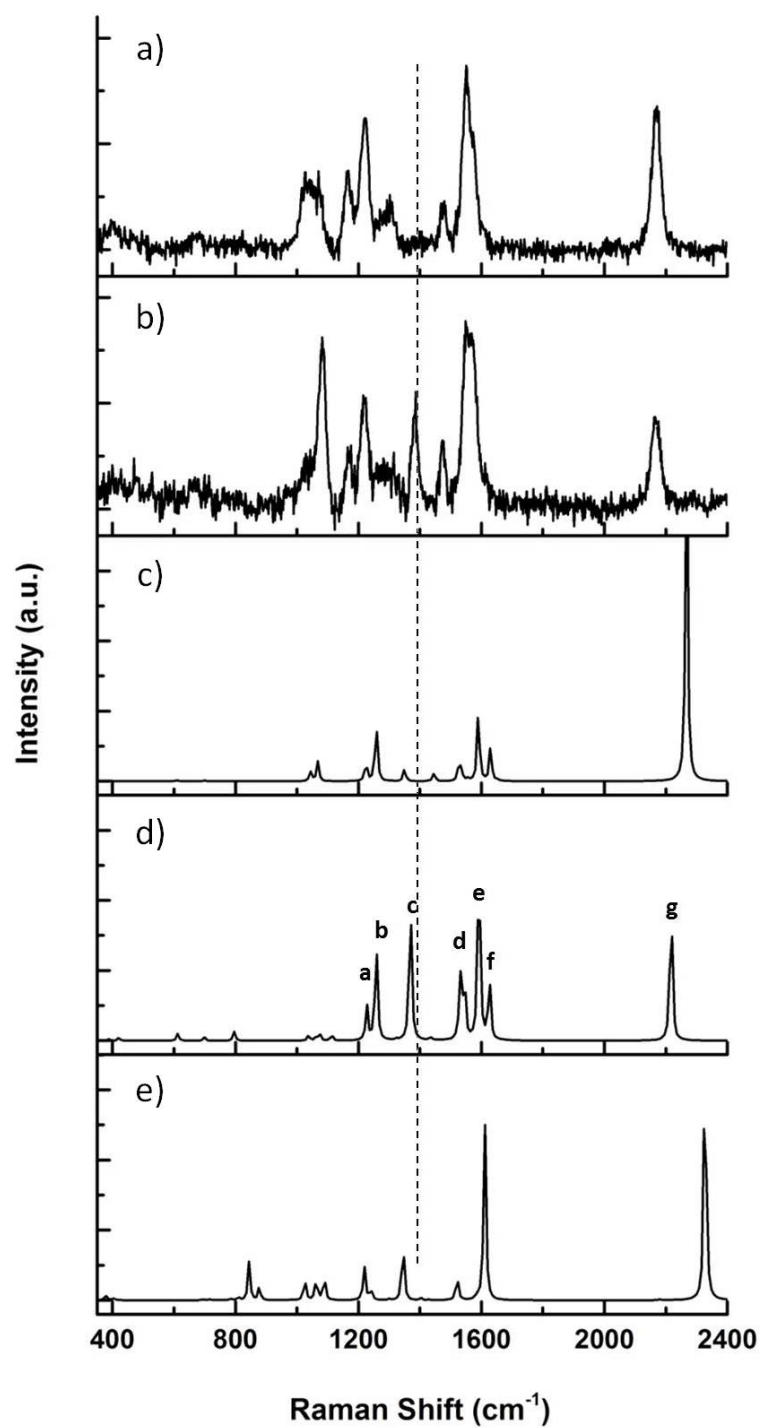 a)
b)
c)
d)
a
b
c
d
e
f
g
e)
Intensity (a.u.)
400 800 1200 1600 2000 2400
Raman Shift (cm⁻¹)